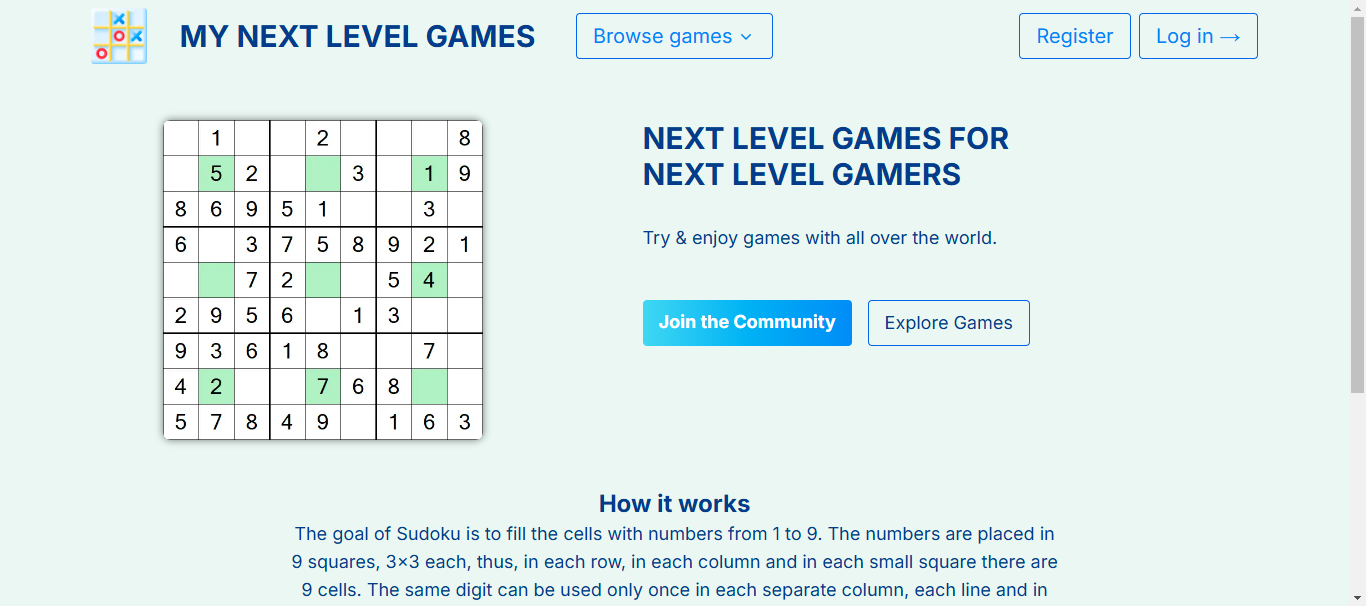 MY NEXT LEVEL GAMES
Browse games
Register
Log in →
1 2 8
5 2 3 1 9
8 6 9 5 1 3
6 3 7 5 8 9 2 1
7 2 5 4
2 9 5 6 1 3
9 3 6 1 8 7
4 2 7 6 8
5 7 8 4 9 1 6 3
NEXT LEVEL GAMES FOR
NEXT LEVEL GAMERS
Try & enjoy games with all over the world.
Join the Community
Explore Games
How it works
The goal of Sudoku is to fill the cells with numbers from 1 to 9. The numbers are placed in
9 squares, 3×3 each, thus, in each row, in each column and in each small square there are
9 cells. The same digit can be used only once in each separate column, each line and in